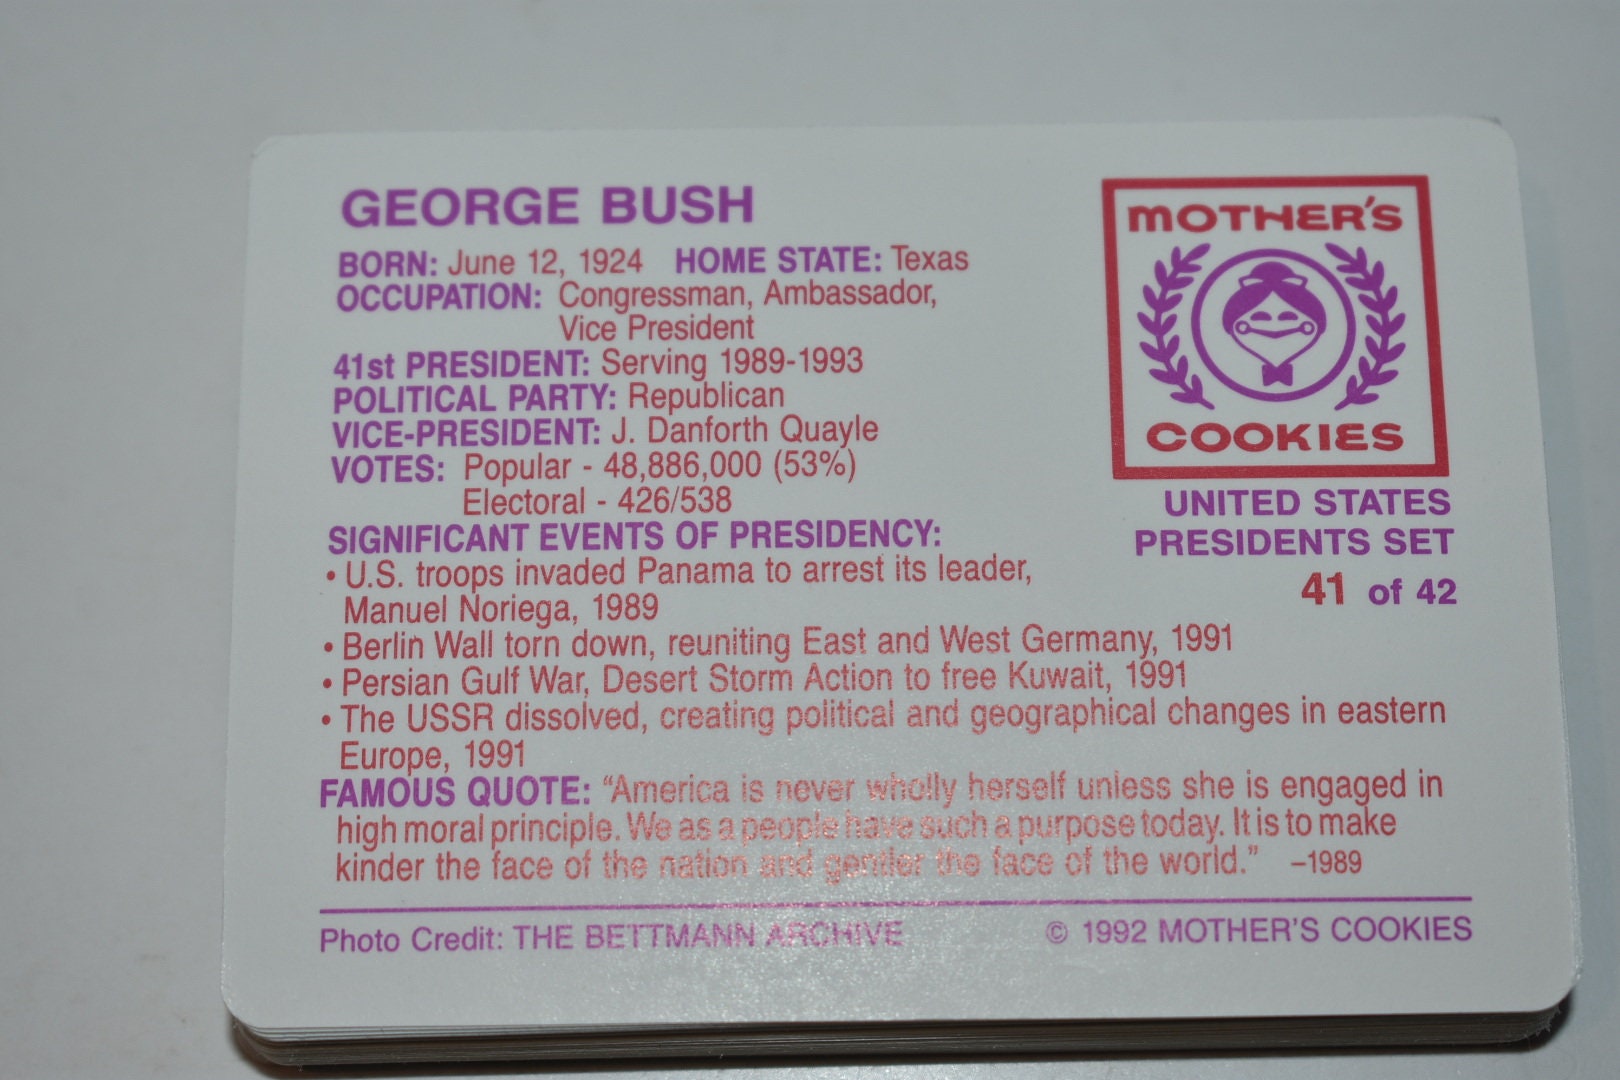 GEORGE BUSH
BORN: June 12, 1924 HOME STATE: Texas
OCCUPATION: Congressman, Ambassador,
Vice President
41st PRESIDENT: Serving 1989-1993
POLITICAL PARTY: Republican
VICE-PRESIDENT: J. Danforth Quayle
VOTES: Popular - 48,886,000 (53%)
Electoral - 426/538
SIGNIFICANT EVENTS OF PRESIDENCY:
• U.S. troops invaded Panama to arrest its leader,
Manuel Noriega, 1989
• Berlin Wall torn down, reuniting East and West Germany, 1991
• Persian Gulf War, Desert Storm Action to free Kuwait, 1991
• The USSR dissolved, creating political and geographical changes in eastern
Europe, 1991
FAMOUS QUOTE: “America is never wholly herself unless she is engaged in
high moral principle. We as a people have such a purpose today. It is to make
kinder the face of the nation and gentler the face of the world.” –1989
Photo Credit: THE BETTMANN ARCHIVE
© 1992 MOTHER'S COOKIES
MOTHER'S
COOKIES
UNITED STATES
PRESIDENTS SET
41 of 42